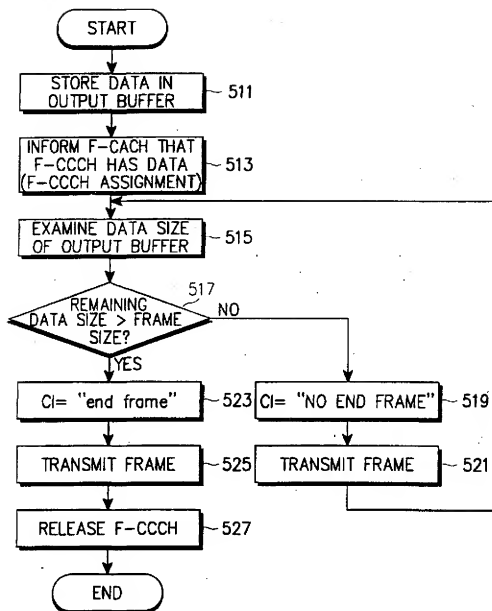 START
STORE DATA IN
OUTPUT BUFFER
511
INFORM F-CACH THAT
F-CCCH HAS DATA
(F-CCCH ASSIGNMENT)
513
EXAMINE DATA SIZE
OF OUTPUT BUFFER
515
517
REMAINING
DATA SIZE > FRAME
SIZE?
NO
YES
CI= "end frame"
523
CI= "NO END FRAME"
519
TRANSMIT FRAME
525
TRANSMIT FRAME
521
RELEASE F-CCCH
527
END